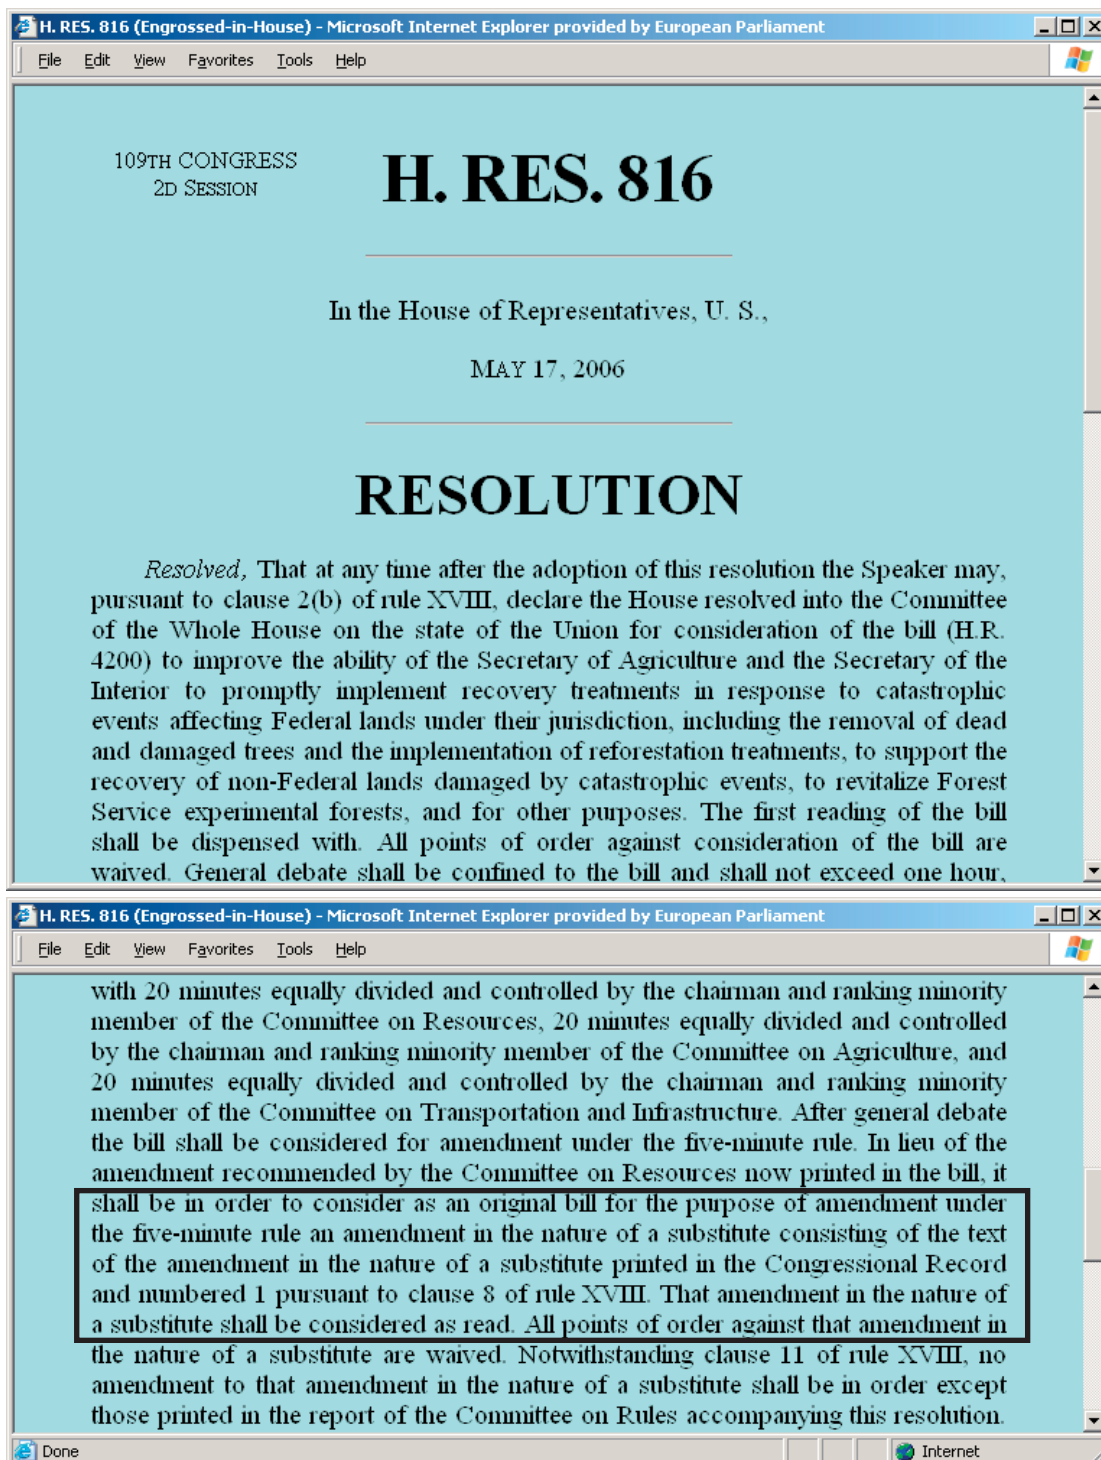 H. RES. 816 (Engrossed-in-House) - Microsoft Internet Explorer provided by European Parliament
File Edit View Favorites Tools Help
109TH CONGRESS
2D SESSION
H. RES. 816
In the House of Representatives, U. S.,
MAY 17, 2006
RESOLUTION
Resolved, That at any time after the adoption of this resolution the Speaker may,
pursuant to clause 2(b) of rule XVIII, declare the House resolved into the Committee
of the Whole House on the state of the Union for consideration of the bill (H.R.
4200) to improve the ability of the Secretary of Agriculture and the Secretary of the
Interior to promptly implement recovery treatments in response to catastrophic
events affecting Federal lands under their jurisdiction, including the removal of dead
and damaged trees and the implementation of reforestation treatments, to support the
recovery of non-Federal lands damaged by catastrophic events, to revitalize Forest
Service experimental forests, and for other purposes. The first reading of the bill
shall be dispensed with. All points of order against consideration of the bill are
waived. General debate shall be confined to the bill and shall not exceed one hour,
H. RES. 816 (Engrossed-in-House) - Microsoft Internet Explorer provided by European Parliament
File Edit View Favorites Tools Help
with 20 minutes equally divided and controlled by the chairman and ranking minority
member of the Committee on Resources, 20 minutes equally divided and controlled
by the chairman and ranking minority member of the Committee on Agriculture, and
20 minutes equally divided and controlled by the chairman and ranking minority
member of the Committee on Transportation and Infrastructure. After general debate
the bill shall be considered for amendment under the five-minute rule. In lieu of the
amendment recommended by the Committee on Resources now printed in the bill, it
shall be in order to consider as an original bill for the purpose of amendment under
the five-minute rule an amendment in the nature of a substitute consisting of the text
of the amendment in the nature of a substitute printed in the Congressional Record
and numbered 1 pursuant to clause 8 of rule XVIII. That amendment in the nature of
a substitute shall be considered as read. All points of order against that amendment in
the nature of a substitute are waived. Notwithstanding clause 11 of rule XVIII, no
amendment to that amendment in the nature of a substitute shall be in order except
those printed in the report of the Committee on Rules accompanying this resolution.
Done Internet